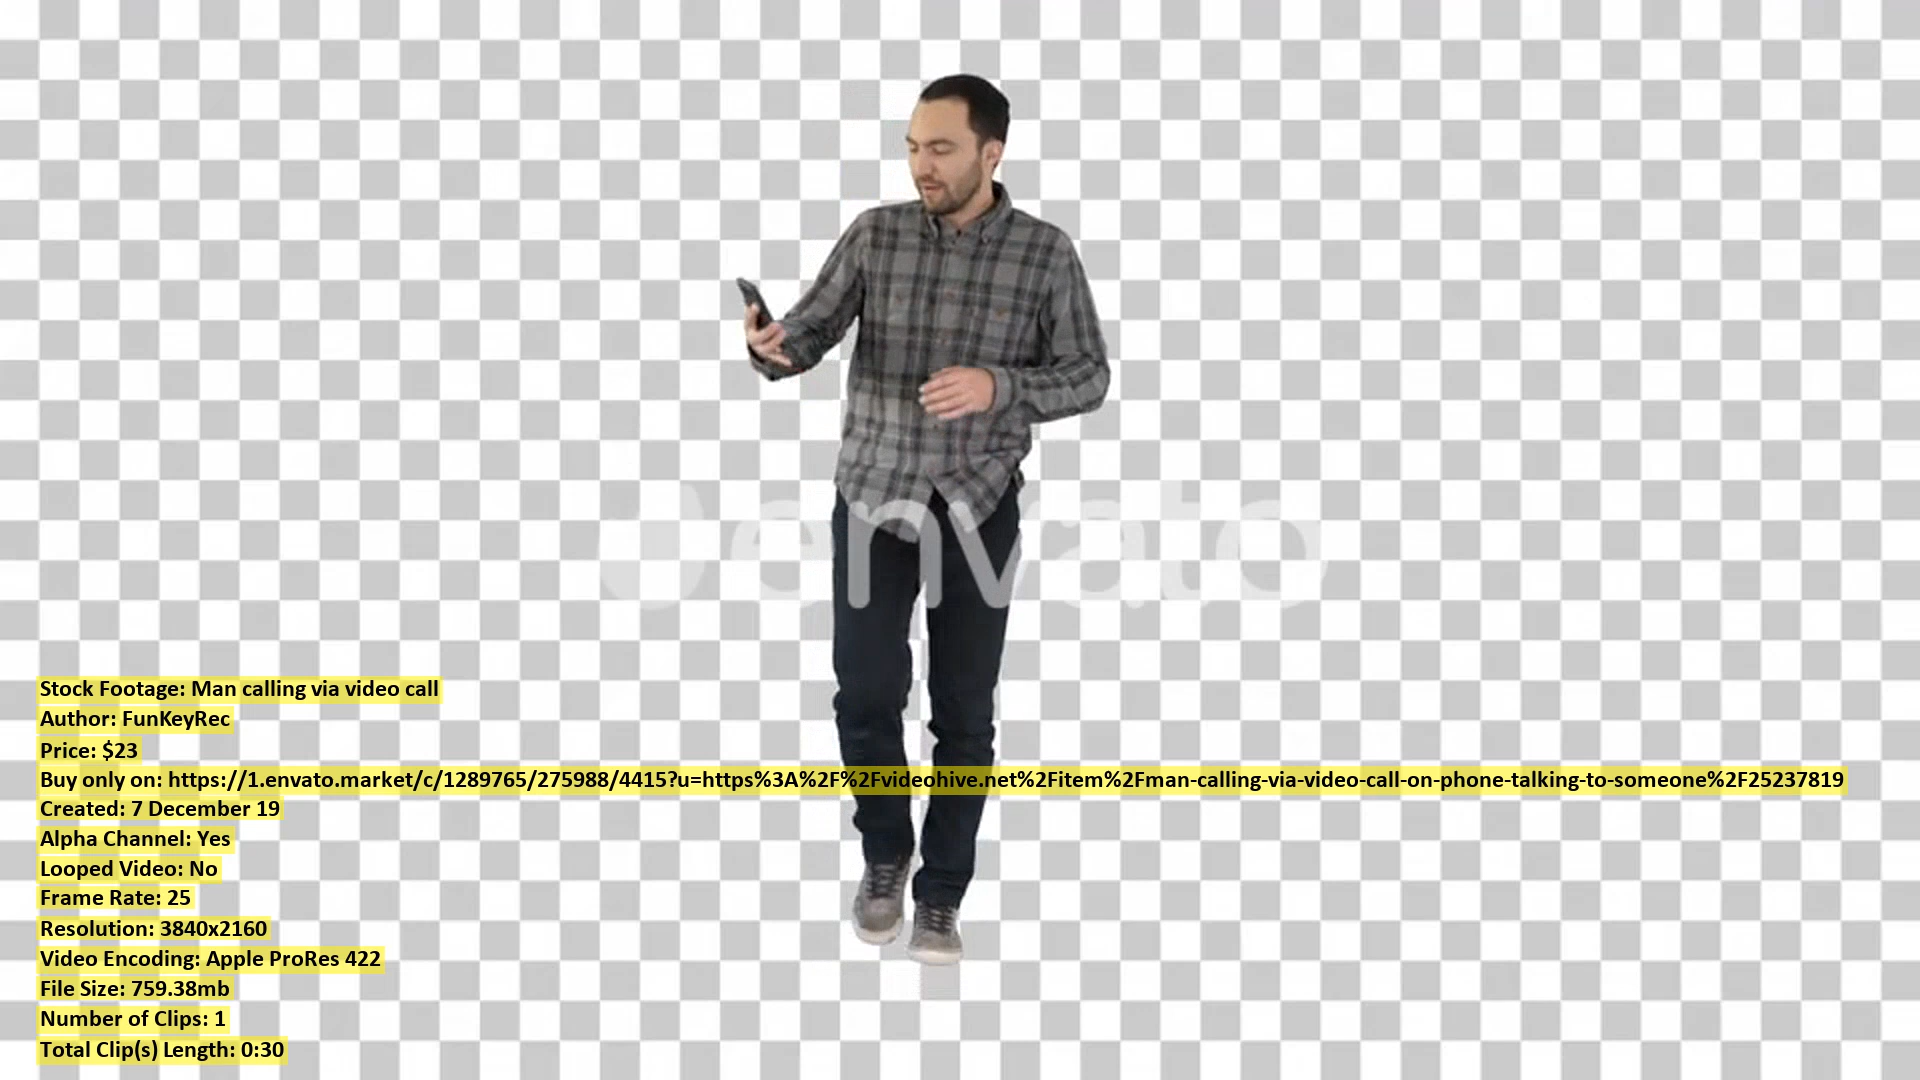 envato
Stock Footage: Man calling via video call
Author: FunKeyRec
Price: $23
Buy only on: https://1.envato.market/c/1289765/275988/4415?u=https%3A%2F%2Fvideohive.net%2Fitem%2Fman-calling-via-video-call-on-phone-talking-to-someone%2F25237819
Created: 7 December 19
Alpha Channel: Yes
Looped Video: No
Frame Rate: 25
Resolution: 3840x2160
Video Encoding: Apple ProRes 422
File Size: 759.38mb
Number of Clips: 1
Total Clip(s) Length: 0:30